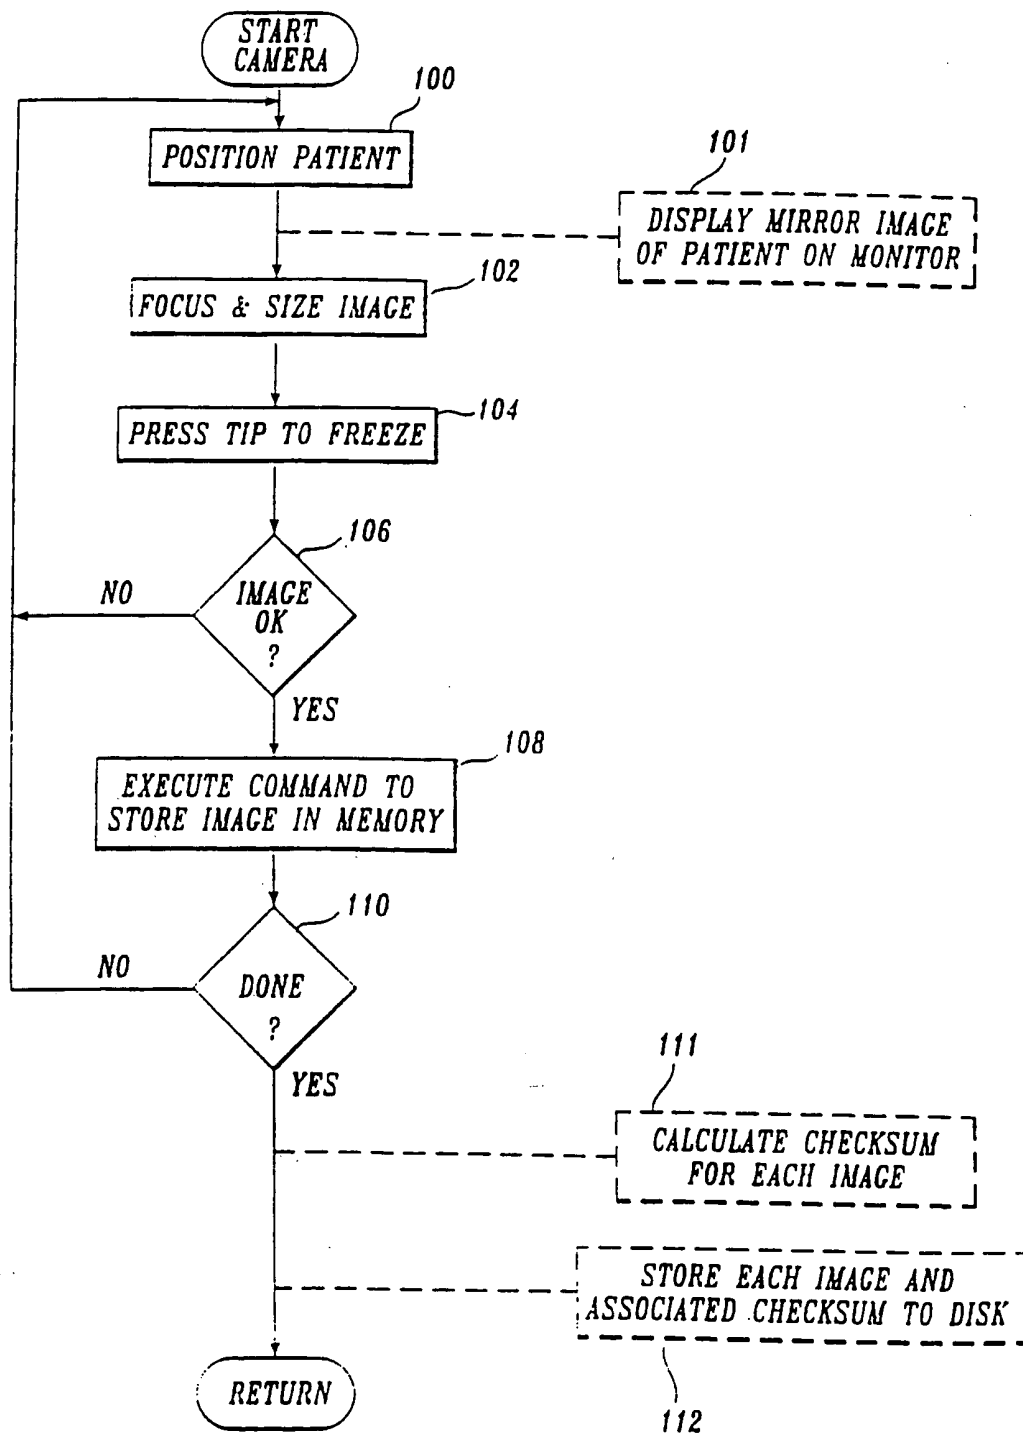 START
CAMERA
100
POSITION PATIENT
101
DISPLAY MIRROR IMAGE
OF PATIENT ON MONITOR
102
FOCUS & SIZE IMAGE
104
PRESS TIP TO FREEZE
106
IMAGE
OK
?
NO
YES
108
EXECUTE COMMAND TO
STORE IMAGE IN MEMORY
110
DONE
?
NO
YES
111
CALCULATE CHECKSUM
FOR EACH IMAGE
STORE EACH IMAGE AND
ASSOCIATED CHECKSUM TO DISK
112
RETURN